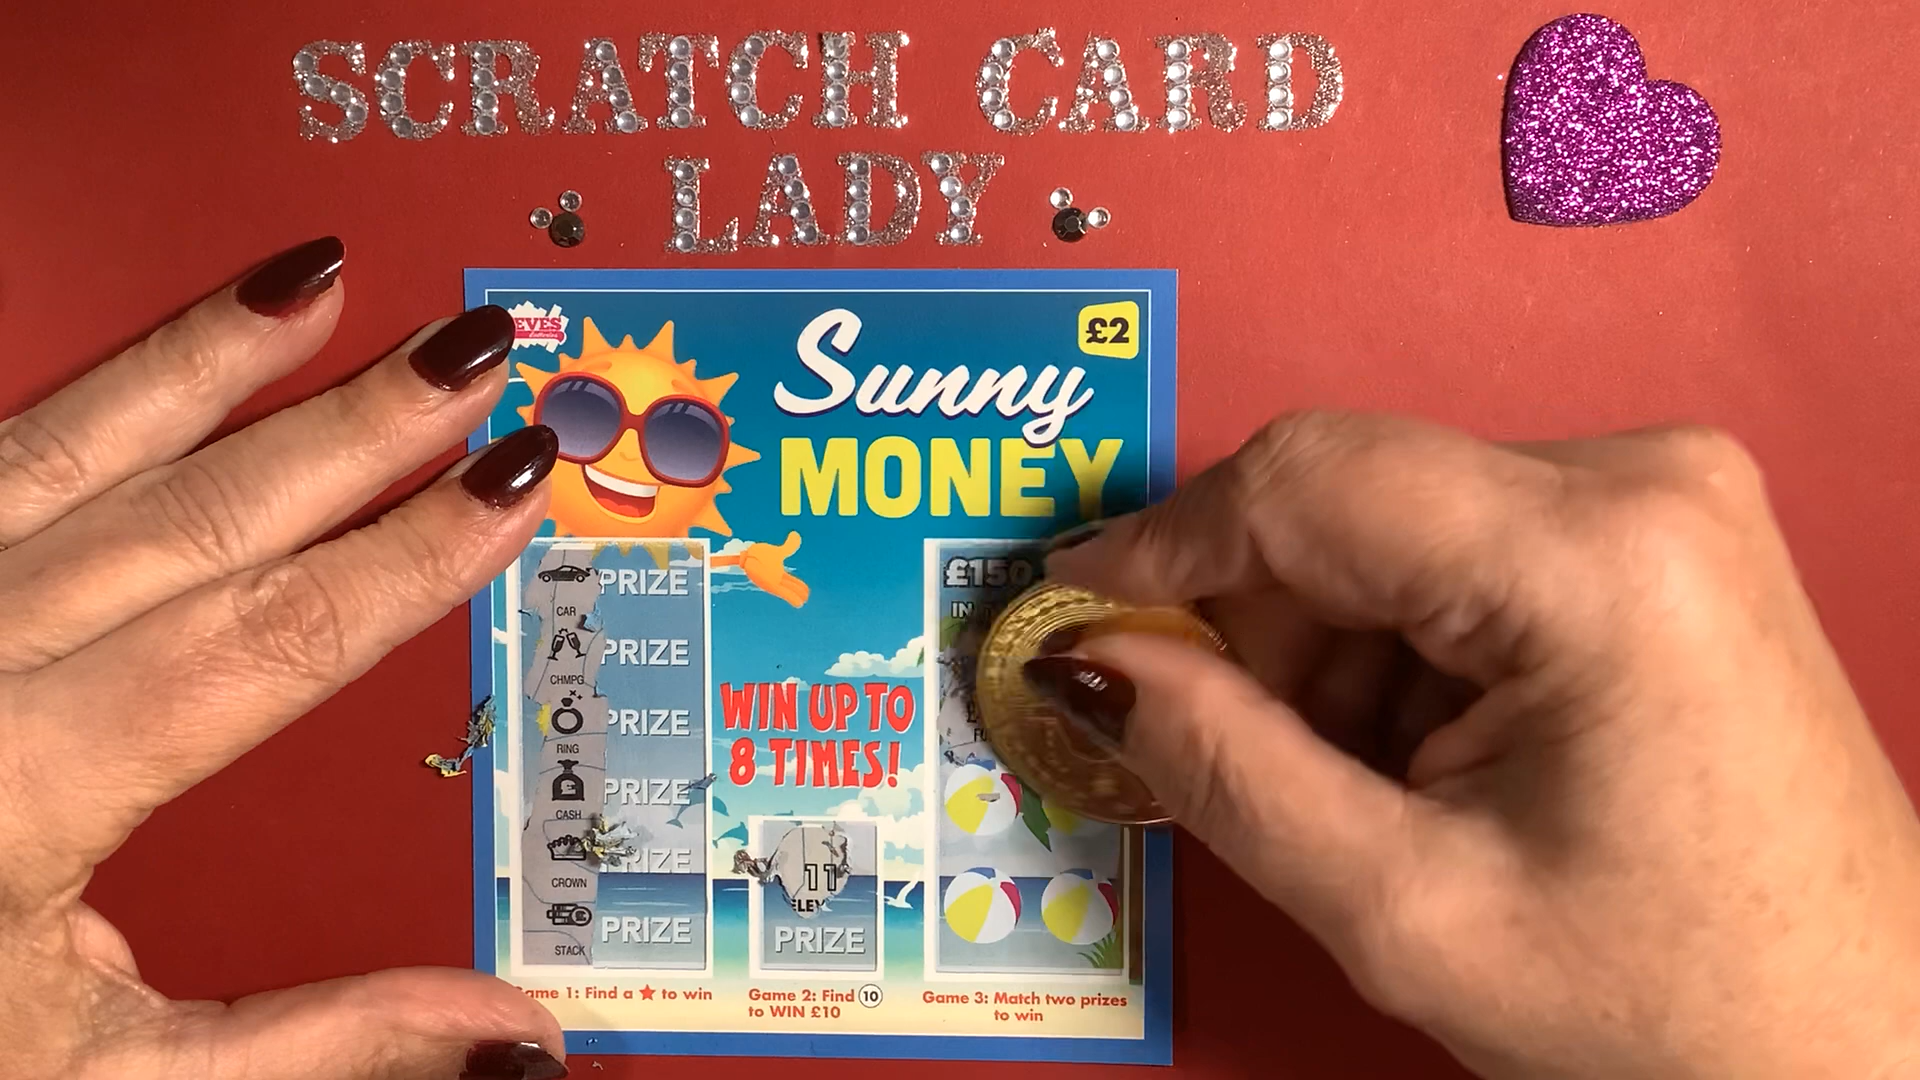 SCRATCH CARD
LADY
£2
Sunny
MONEY
CAR
PRIZE
CHMPG
PRIZE
RING
PRIZE
CASH
PRIZE
CROWN
PRIZE
STACK
PRIZE
WIN UP TO
8 TIMES!
11
PRIZE
£150
IN
Game 1: Find a ★ to win
Game 2: Find 10
to WIN £10
Game 3: Match two prizes
to win